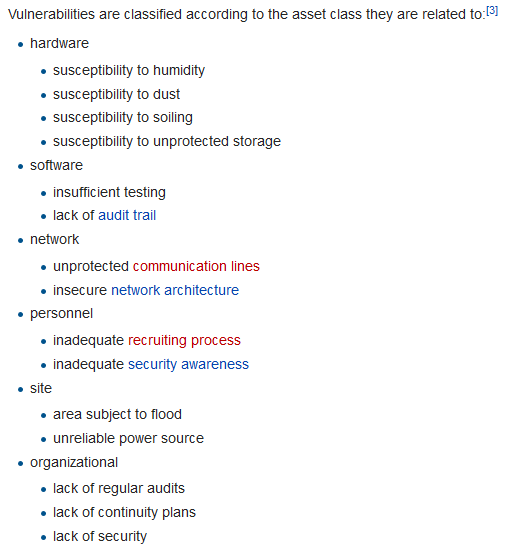 Vulnerabilities are classified according to the asset class they are related to:[3]
• hardware
• susceptibility to humidity
• susceptibility to dust
• susceptibility to soiling
• susceptibility to unprotected storage
• software
• insufficient testing
• lack of audit trail
• network
• unprotected communication lines
• insecure network architecture
• personnel
• inadequate recruiting process
• inadequate security awareness
• site
• area subject to flood
• unreliable power source
• organizational
• lack of regular audits
• lack of continuity plans
• lack of security